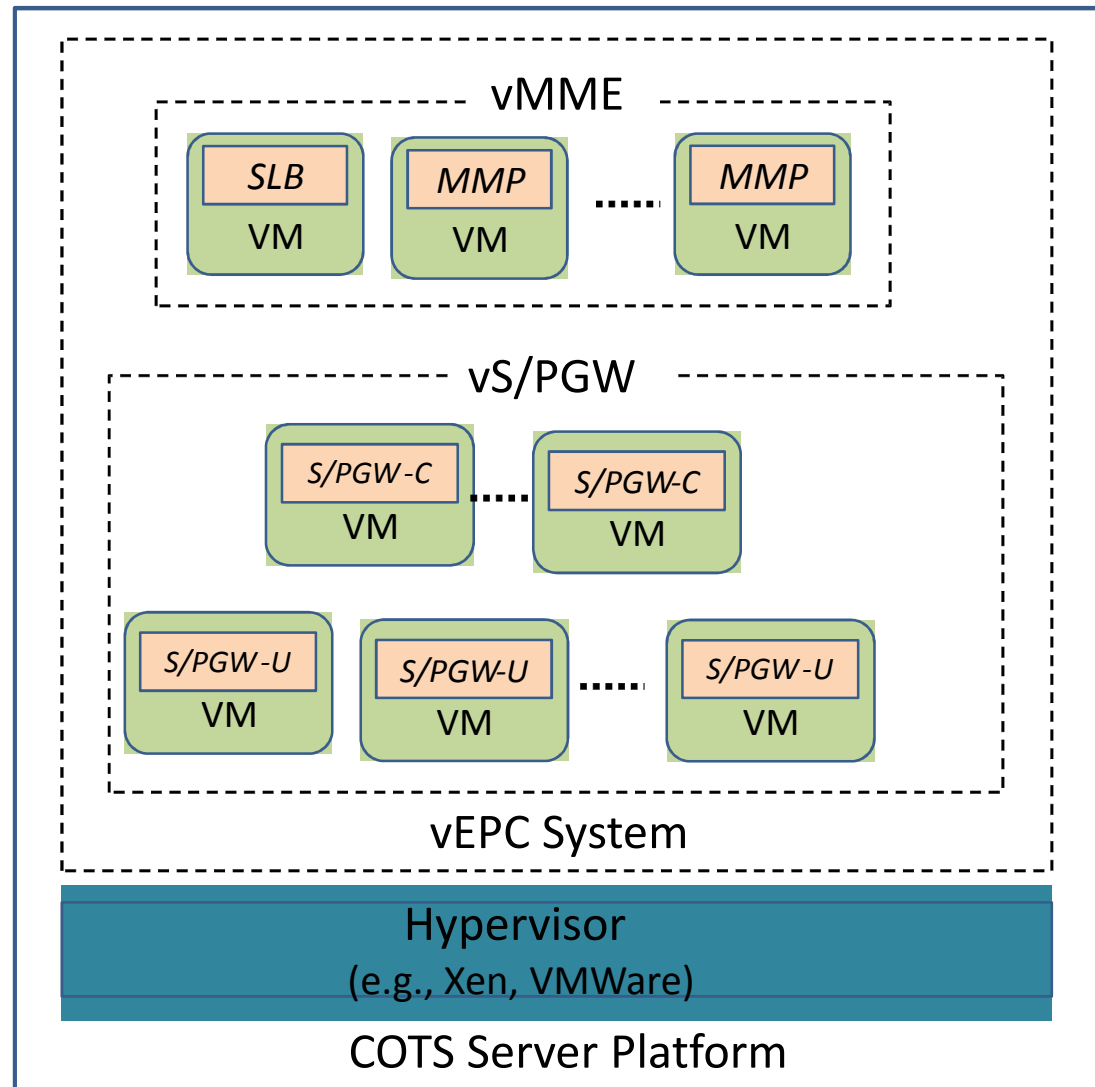 vMME
SLB MMP MMP
VM VM VM
vS/PGW
S/PGW-C S/PGW-C
VM VM
S/PGW-U S/PGW-U S/PGW-U
VM VM VM
vEPC System
Hypervisor
(e.g., Xen, VMWare)
COTS Server Platform